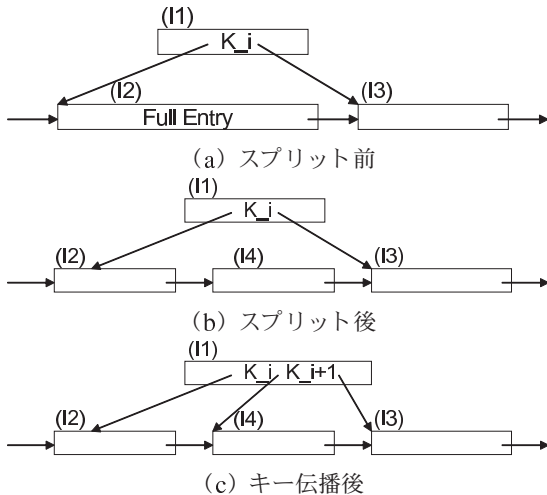 (I1)
K_i
(I2)
(I3)
Full Entry
(a) スプリット前
(I1)
K_i
(I2)
(I4)
(I3)
(b) スプリット後
(I1)
K_i K_i+1
(I2)
(I4)
(I3)
(c) キー伝播後